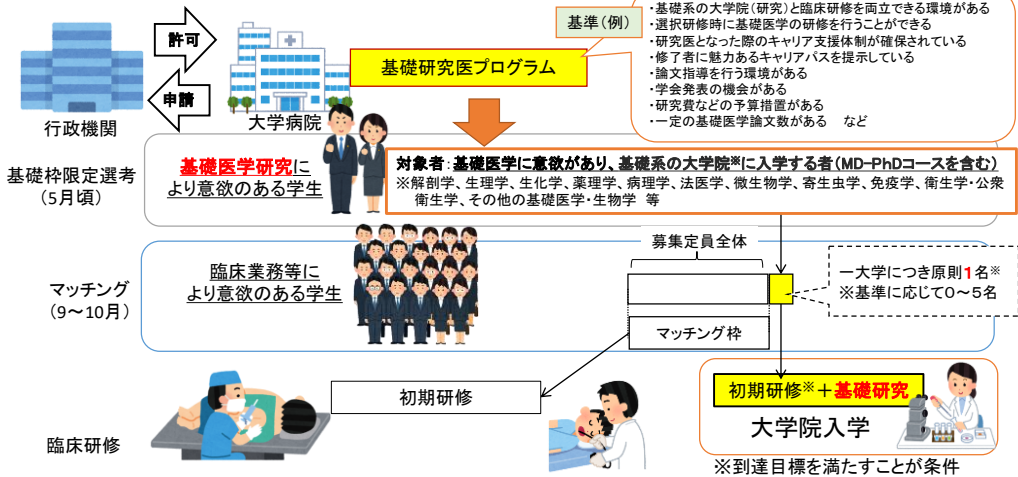 ・基礎系の大学院(研究)と臨床研修を両立できる環境がある
・選択研修時に基礎医学の研修を行うことができる
・研究医となった際のキャリア支援体制が確保されている
・修了者に魅力あるキャリアパスを提示している
・論文指導を行う環境がある
・学会発表の機会がある
・研究費などの予算措置がある
・一定の基礎医学論文数がある　など
基準(例)
許可
申請
行政機関
大学病院
基礎研究医プログラム
基礎枠限定選考
(5月頃)
基礎医学研究に
より意欲のある学生
対象者:基礎医学に意欲があり、基礎系の大学院※に入学する者(MD-PhDコースを含む)
※解剖学、生理学、生化学、薬理学、病理学、法医学、微生物学、寄生虫学、免疫学、衛生学・公衆
衛生学、その他の基礎医学・生物学　等
マッチング
(9~10月)
臨床業務等に
より意欲のある学生
募集定員全体
マッチング枠
一大学につき原則1名※
※基準に応じて0~5名
臨床研修
初期研修
初期研修※+基礎研究
大学院入学
※到達目標を満たすことが条件